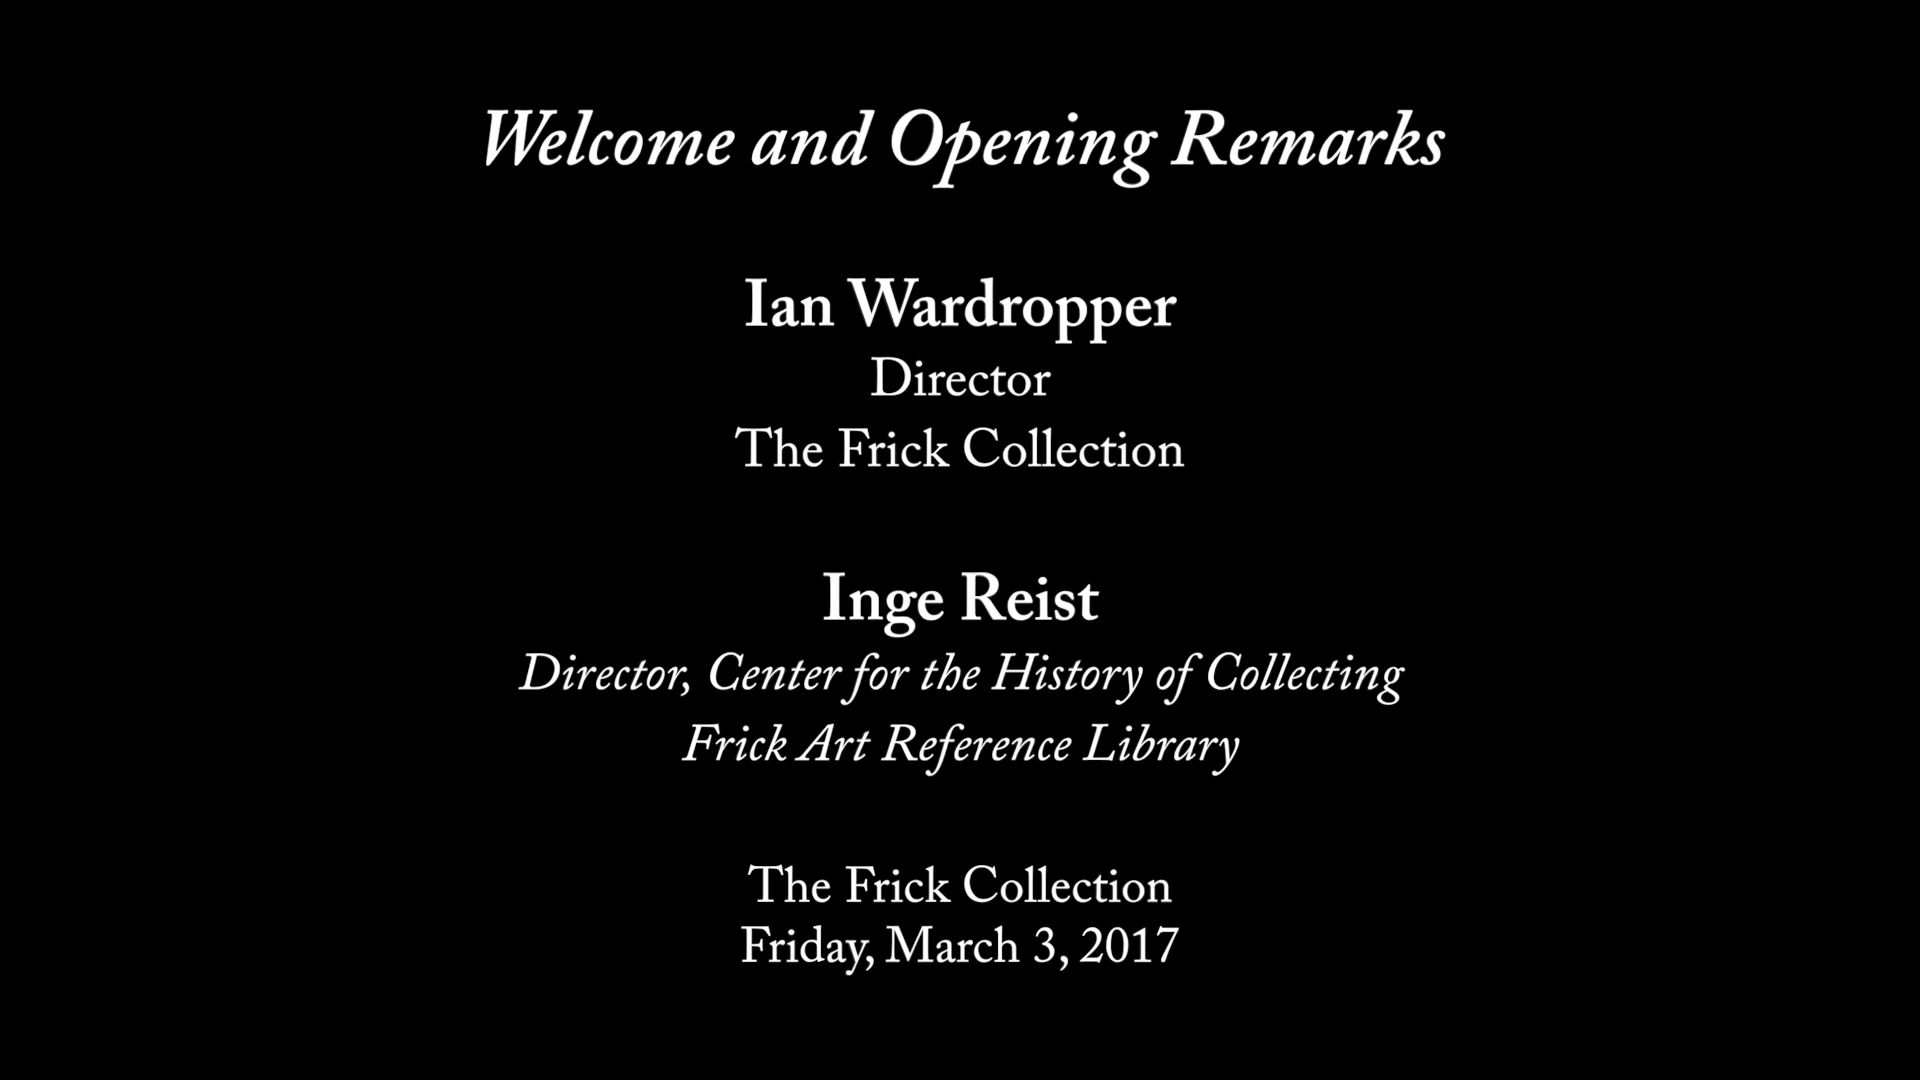 Welcome and Opening Remarks
Ian Wardropper
Director
The Frick Collection
Inge Reist
Director, Center for the History of Collecting
Frick Art Reference Library
The Frick Collection
Friday, March 3, 2017